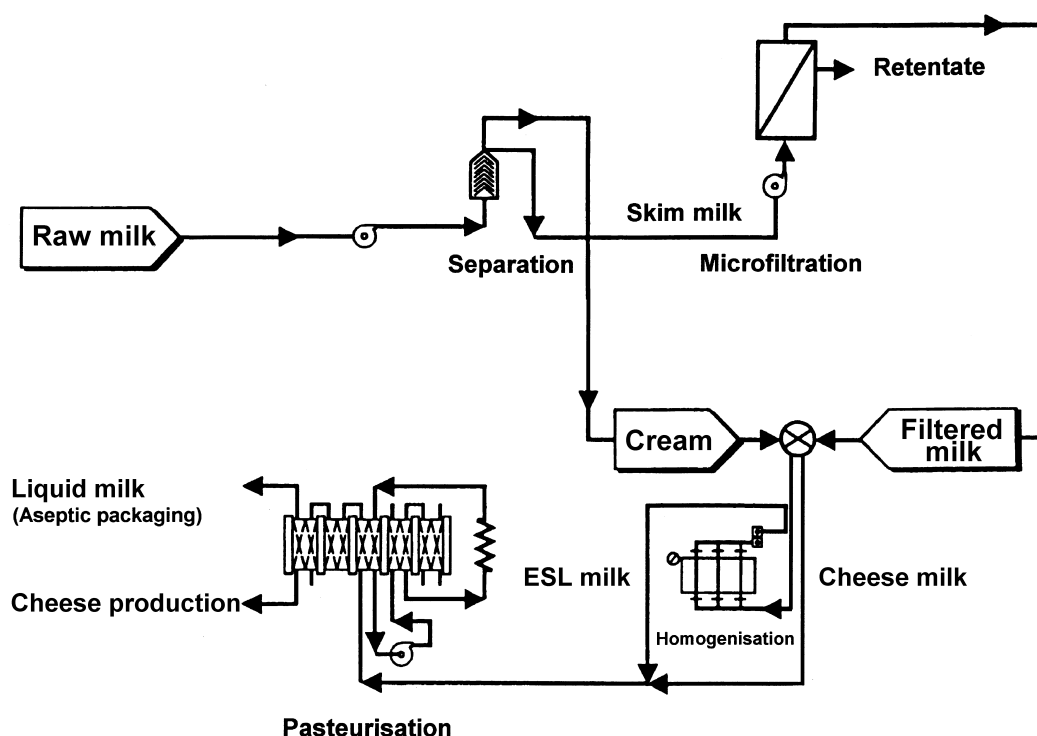 Retentate
Skim milk
Raw milk
Separation
Microfiltration
Cream
Filtered
milk
Liquid milk
(Aseptic packaging)
ESL milk
Cheese milk
Cheese production
Homogenisation
Pasteurisation